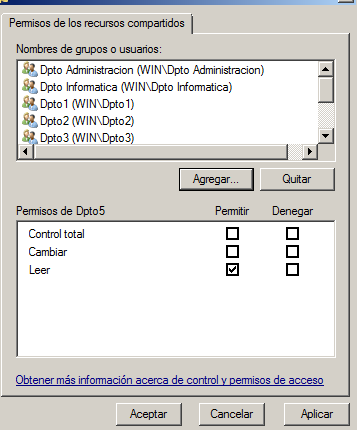 Permisos de los recursos compartidos
Nombres de grupos o usuarios:
Dpto Administracion (WIN\Dpto Administracion)
Dpto Informatica (WIN\Dpto Informatica)
Dpto1 (WIN\Dpto1)
Dpto2 (WIN\Dpto2)
Dpto3 (WIN\Dpto3)
Agregar... Quitar
Permisos de Dpto5 Permitir Denegar
Control total
Cambiar
Leer
Obtener más información acerca de control y permisos de acceso
Aceptar Cancelar Aplicar